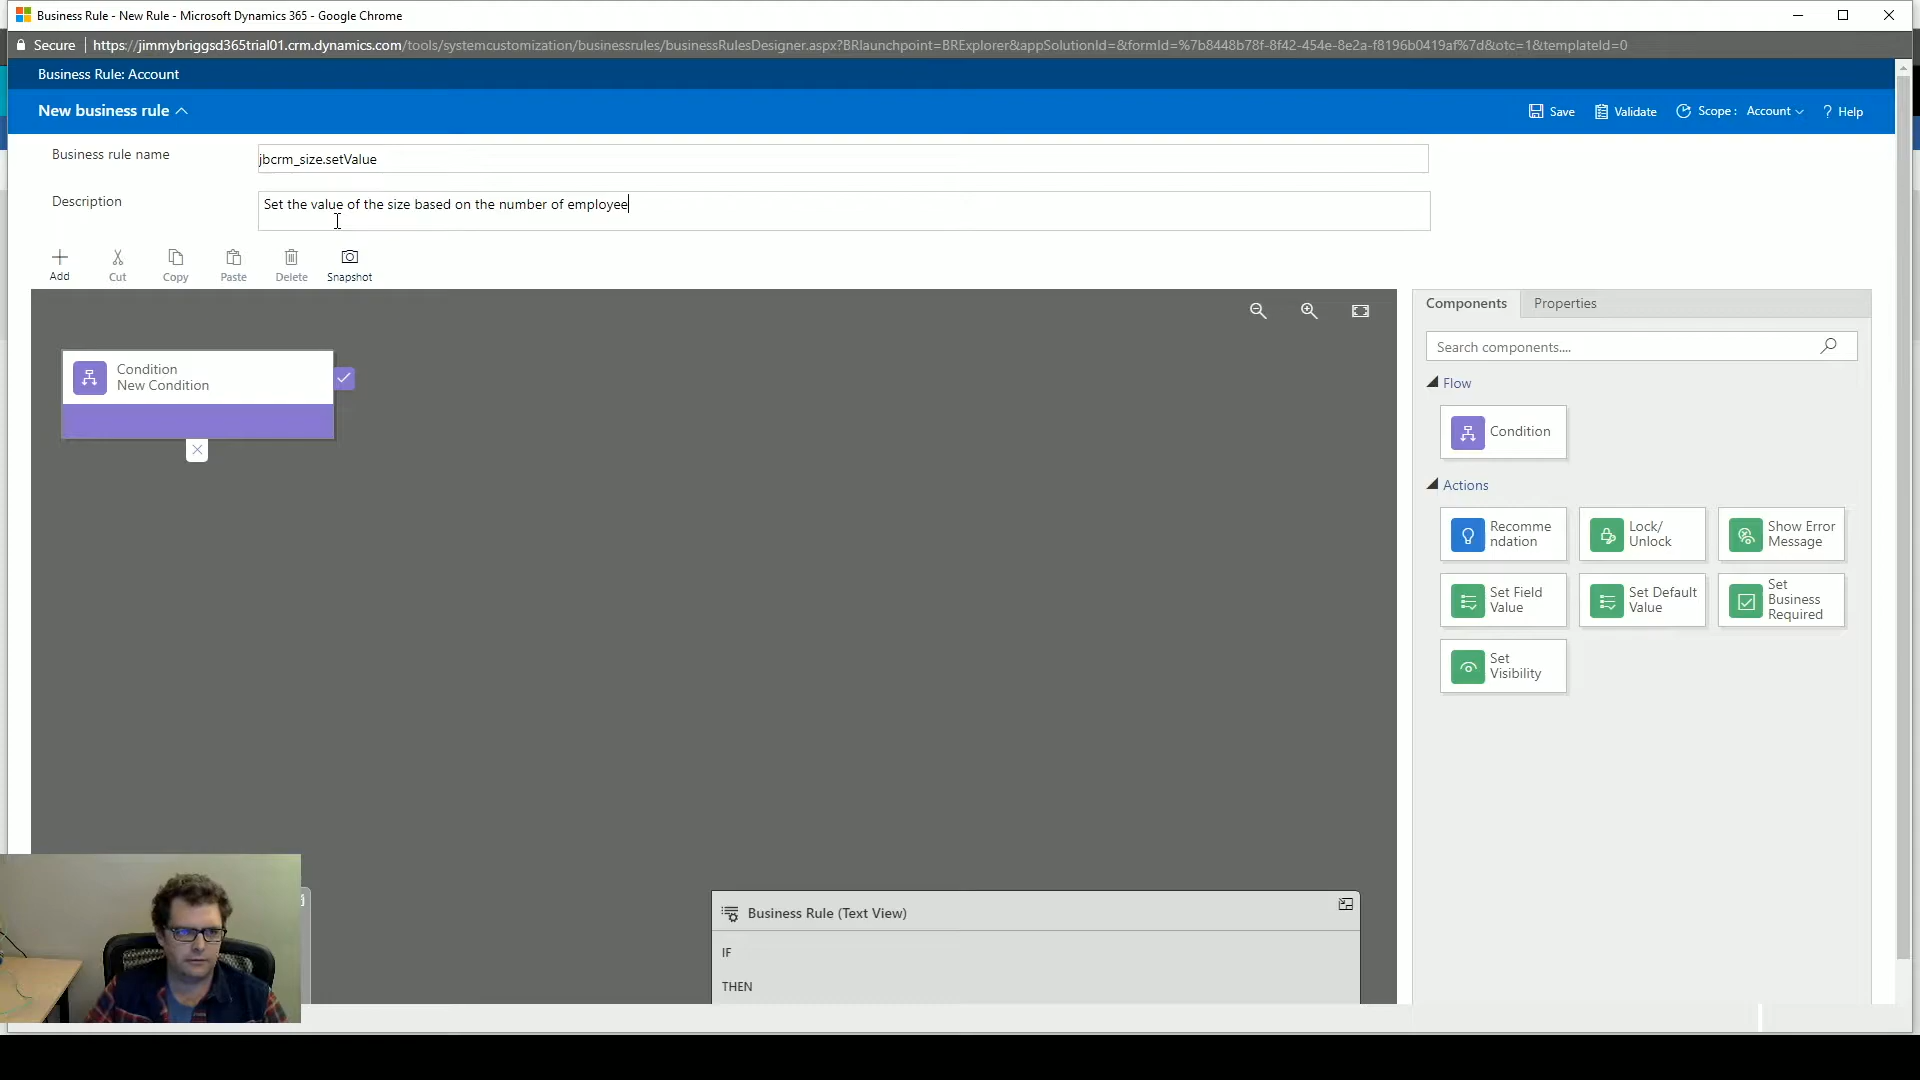 Business Rule - New Rule - Microsoft Dynamics 365 - Google Chrome
Secure https://jimmybriggsd365trial01.crm.dynamics.com/tools/systemcustomization/businessrules/businessRulesDesigner.aspx?BRlaunchpoint=BRExplorer&appSolutionId=&formId=%7b8448b78f-8f42-454e-8e2a-f8196b0419af%7d&otc=1&templateId=0
Business Rule: Account
New business rule
Save
Validate
Scope :
Account
? Help
Business rule name
jbcrm_size.setValue
Description
Set the value of the size based on the number of employee
Add
Cut
Copy
Paste
Delete
Snapshot
Condition
New Condition
Components
Properties
Search components....
Flow
Condition
Actions
Recomme
ndation
Lock/
Unlock
Show Error
Message
Set Field
Value
Set Default
Value
Set
Business
Required
Set
Visibility
Business Rule (Text View)
IF
THEN